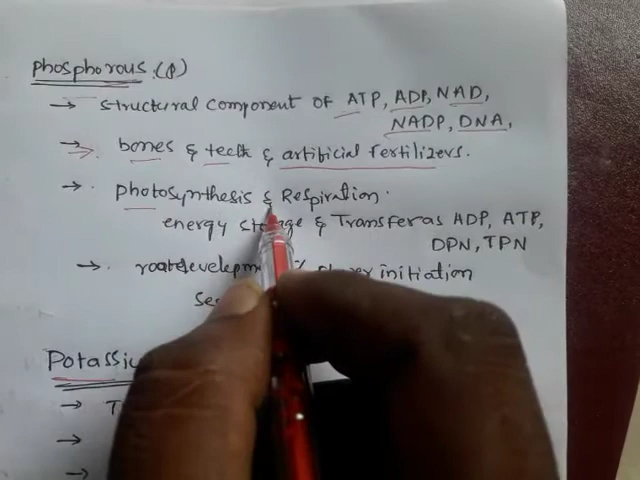 Phosphorous. (P)
→ structural component of ATP, ADP, NAD,
NADP, DNA,
→ bones & teeth & artificial Fertilizers.
→ photosynthesis & Respiration.
energy storage & Transfer as ADP, ATP,
DPN, TPN
→ initiation
Potassiu
→ T
→
→